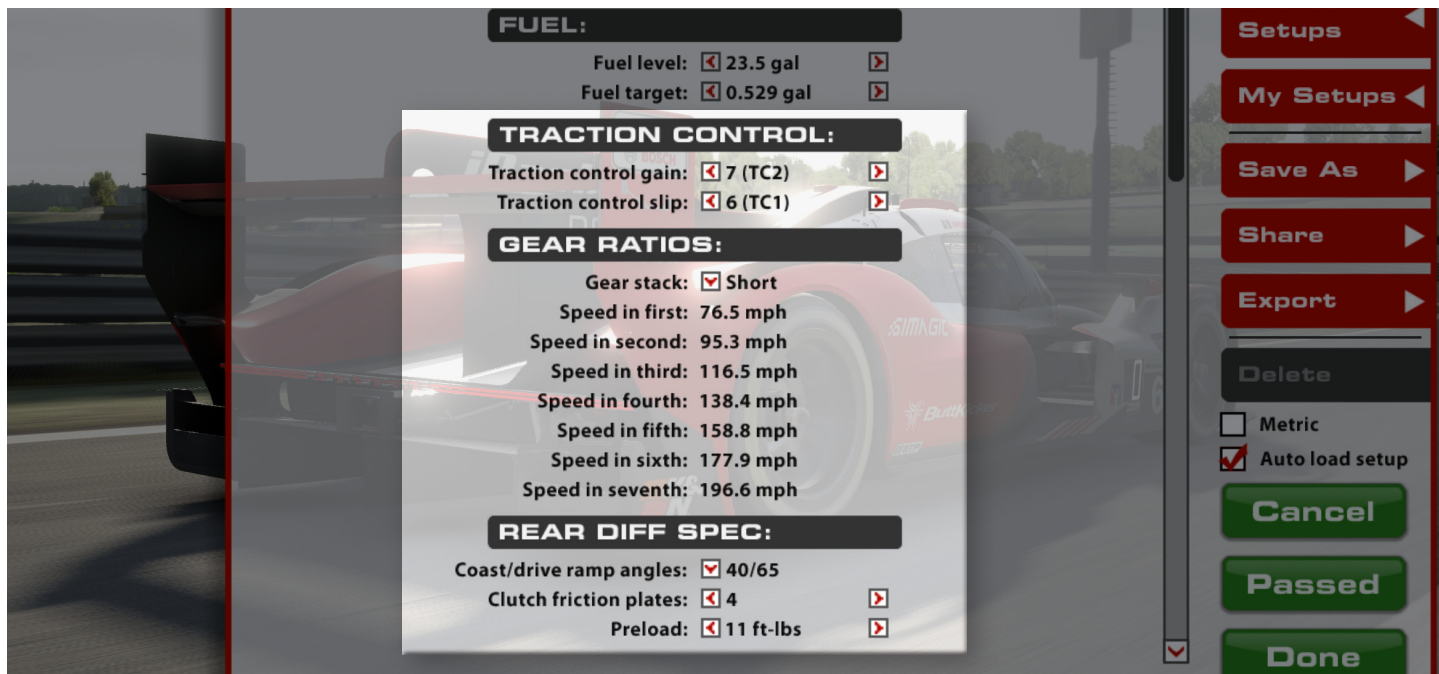 FUEL:
Fuel level: 23.5 gal
Fuel target: 0.529 gal
TRACTION CONTROL:
Traction control gain: 7 (TC2)
Traction control slip: 6 (TC1)
GEAR RATIOS:
Gear stack: Short
Speed in first: 76.5 mph
Speed in second: 95.3 mph
Speed in third: 116.5 mph
Speed in fourth: 138.4 mph
Speed in fifth: 158.8 mph
Speed in sixth: 177.9 mph
Speed in seventh: 196.6 mph
REAR DIFF SPEC:
Coast/drive ramp angles: 40/65
Clutch friction plates: 4
Preload: 11 ft-lbs
Setups
My Setups
Save As
Share
Export
Delete
Metric
Auto load setup
Cancel
Passed
Done
BOSCH
SIMAGIC
ButtKicker